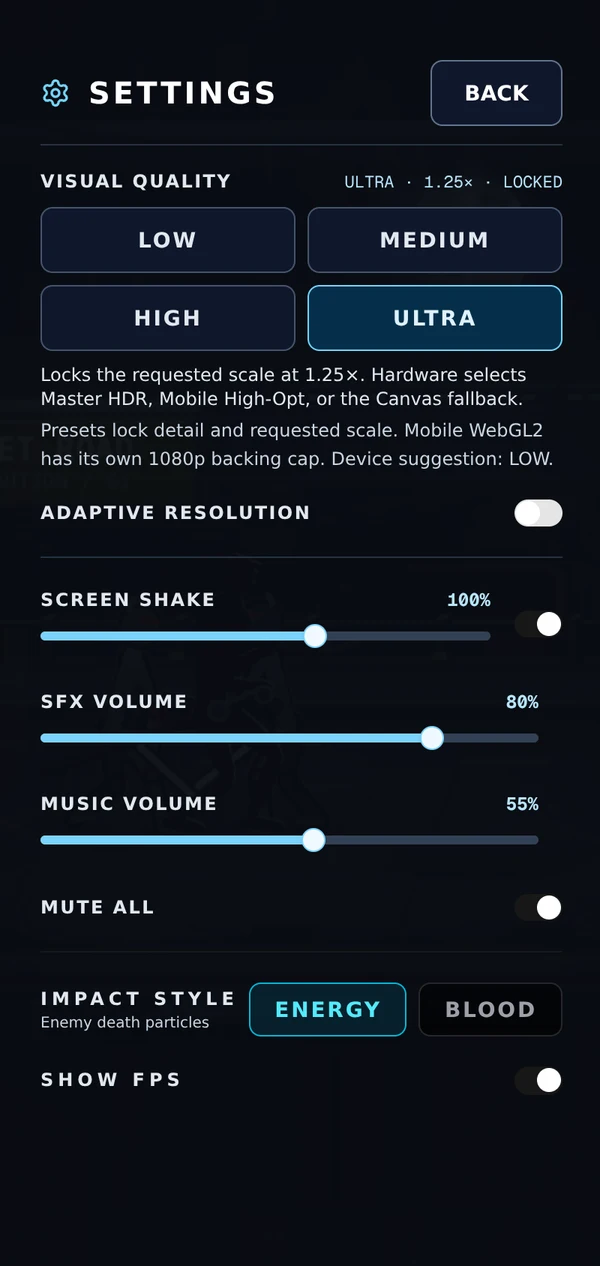 SETTINGS
BACK
VISUAL QUALITY
ULTRA · 1.25× · LOCKED
LOW
MEDIUM
HIGH
ULTRA
Locks the requested scale at 1.25×. Hardware selects
Master HDR, Mobile High-Opt, or the Canvas fallback.
Presets lock detail and requested scale. Mobile WebGL2
has its own 1080p backing cap. Device suggestion: LOW.
ADAPTIVE RESOLUTION
SCREEN SHAKE
100%
SFX VOLUME
80%
MUSIC VOLUME
55%
MUTE ALL
IMPACT STYLE
Enemy death particles
ENERGY
BLOOD
SHOW FPS